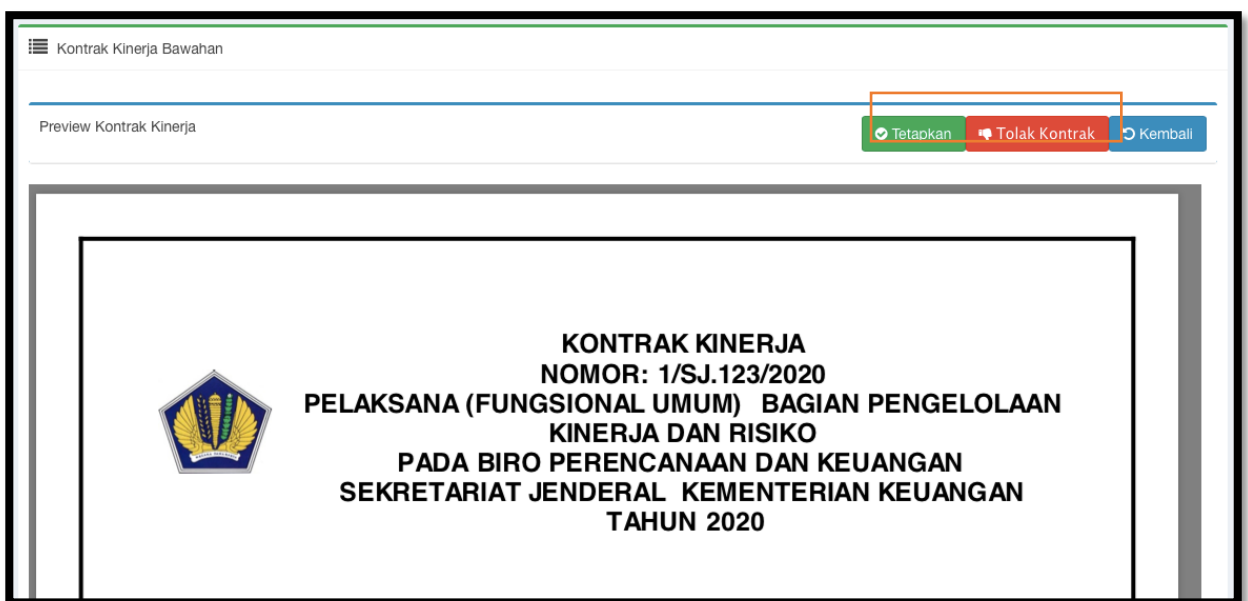 Kontrak Kinerja Bawahan
Preview Kontrak Kinerja
Tetapkan
Tolak Kontrak
Kembali
KONTRAK KINERJA
NOMOR: 1/SJ.123/2020
PELAKSANA (FUNGSIONAL UMUM) BAGIAN PENGELOLAAN
KINERJA DAN RISIKO
PADA BIRO PERENCANAAN DAN KEUANGAN
SEKRETARIAT JENDERAL KEMENTERIAN KEUANGAN
TAHUN 2020